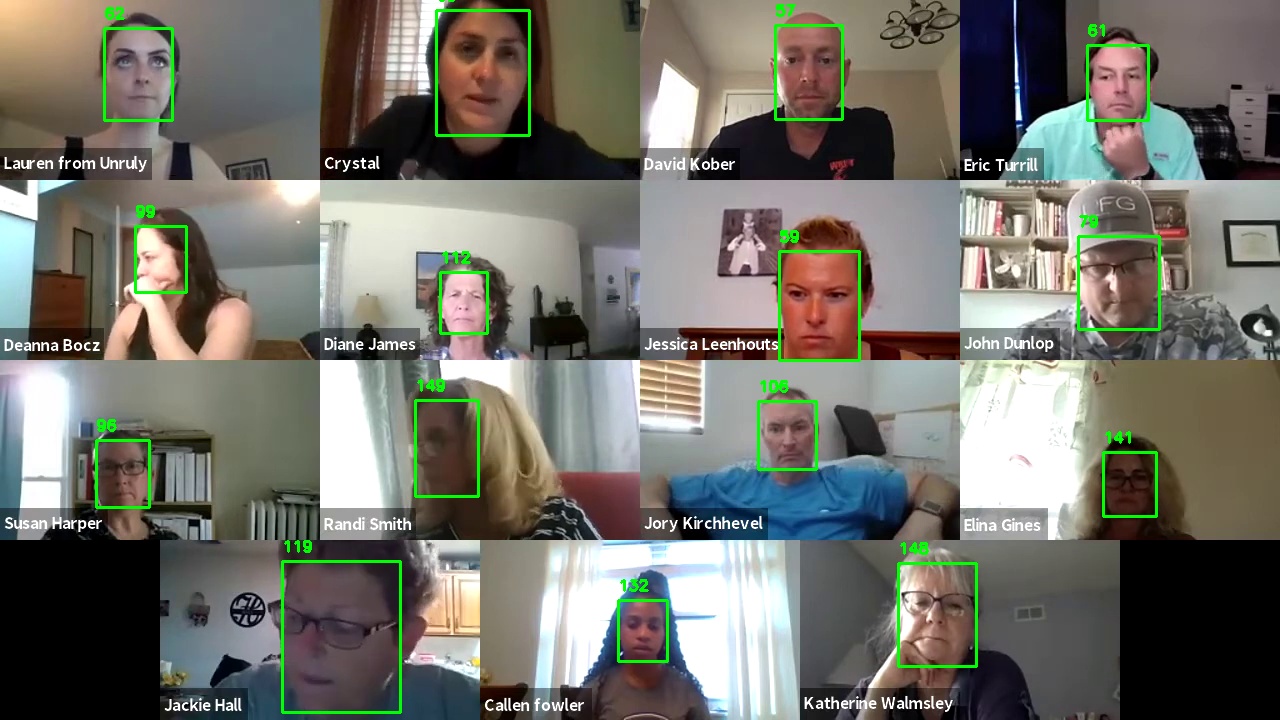 62
Lauren from Unruly
Crystal
57
David Kober
61
Eric Turrill
99
Deanna Bocz
112
Diane James
Jessica Leenhouts
UFG
79
John Dunlop
96
Susan Harper
149
Randi Smith
106
Jory Kirchhevel
141
Elina Gines
119
Jackie Hall
132
Callen fowler
Katherine Walmsley